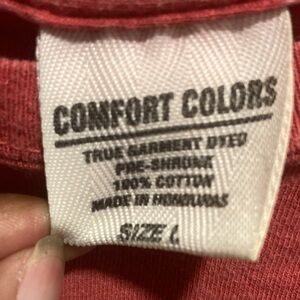 COMFORT COLORS
TRUE GARMENT DYED
PRE-SHRUNK
100% COTTON
MADE IN HONDURAS
SIZE L